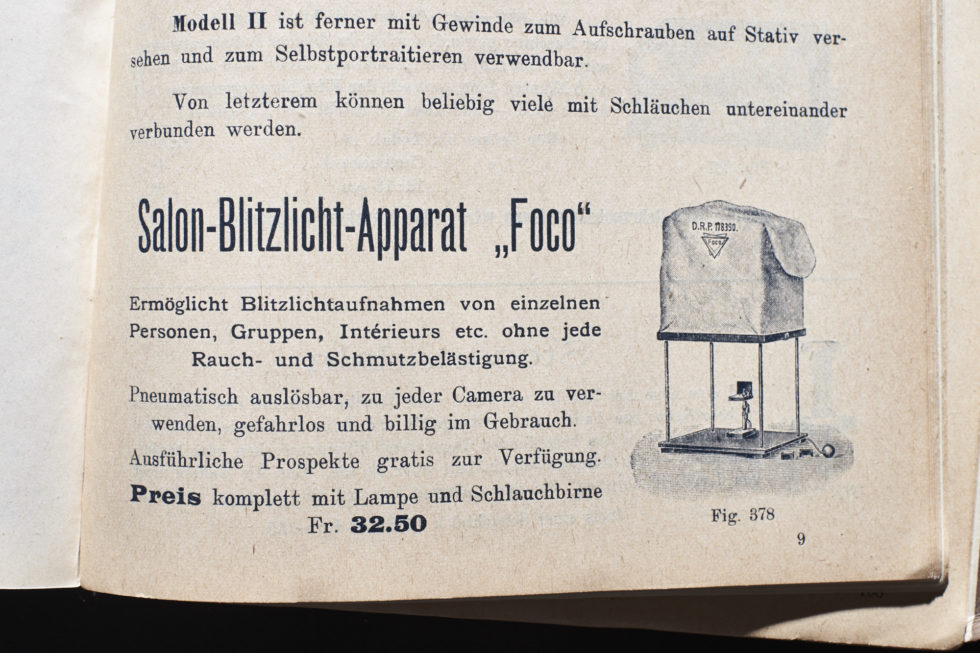 Modell II ist ferner mit Gewinde zum Aufschrauben auf Stativ ver-
sehen und zum Selbstportraitieren verwendbar.
Von letzterem können beliebig viele mit Schläuchen untereinander
verbunden werden.
Salon-Blitzlicht-Apparat „Foco“
Ermöglicht Blitzlichtaufnahmen von einzelnen
Personen, Gruppen, Intérieurs etc. ohne jede
Rauch- und Schmutzbelästigung.
Pneumatisch auslösbar, zu jeder Camera zu ver-
wenden, gefahrlos und billig im Gebrauch.
Ausführliche Prospekte gratis zur Verfügung.
Preis komplett mit Lampe und Schlauchbirne
Fr. 32.50
D.R.P. 118390.
Foco
Fig. 378
9